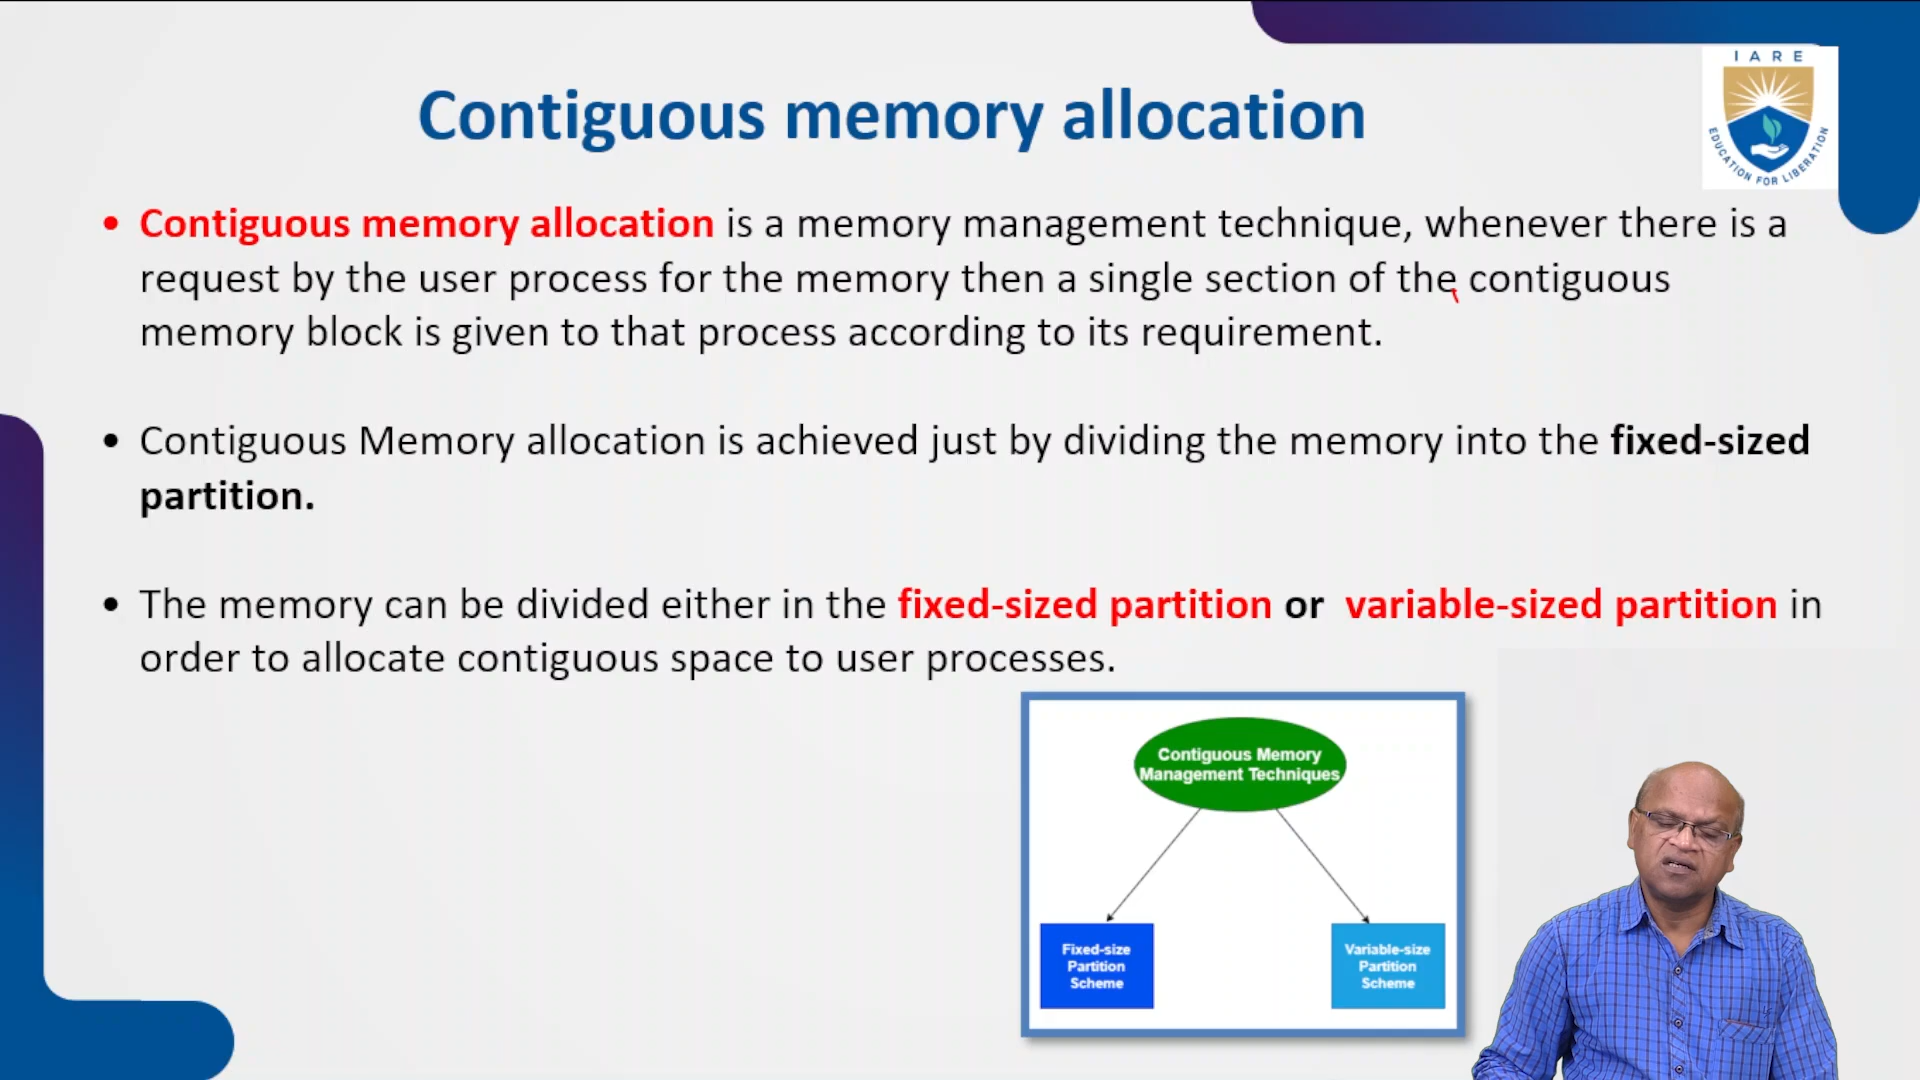 IARE
EDUCATION FOR LIBERATION
Contiguous memory allocation
• Contiguous memory allocation is a memory management technique, whenever there is a
request by the user process for the memory then a single section of the contiguous
memory block is given to that process according to its requirement.
• Contiguous Memory allocation is achieved just by dividing the memory into the fixed-sized
partition.
• The memory can be divided either in the fixed-sized partition or variable-sized partition in
order to allocate contiguous space to user processes.
Contiguous Memory
Management Techniques
Fixed-size
Partition
Scheme
Variable-size
Partition
Scheme